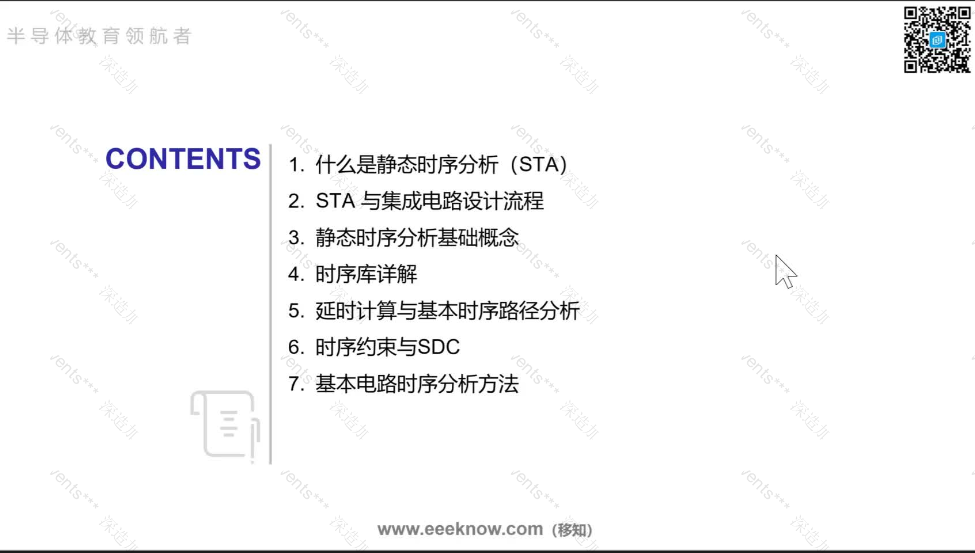 半导体教育领航者
CONTENTS
1. 什么是静态时序分析（STA）
2. STA 与集成电路设计流程
3. 静态时序分析基础概念
4. 时序库详解
5. 延时计算与基本时序路径分析
6. 时序约束与SDC
7. 基本电路时序分析方法
www.eeeknow.com（移知）